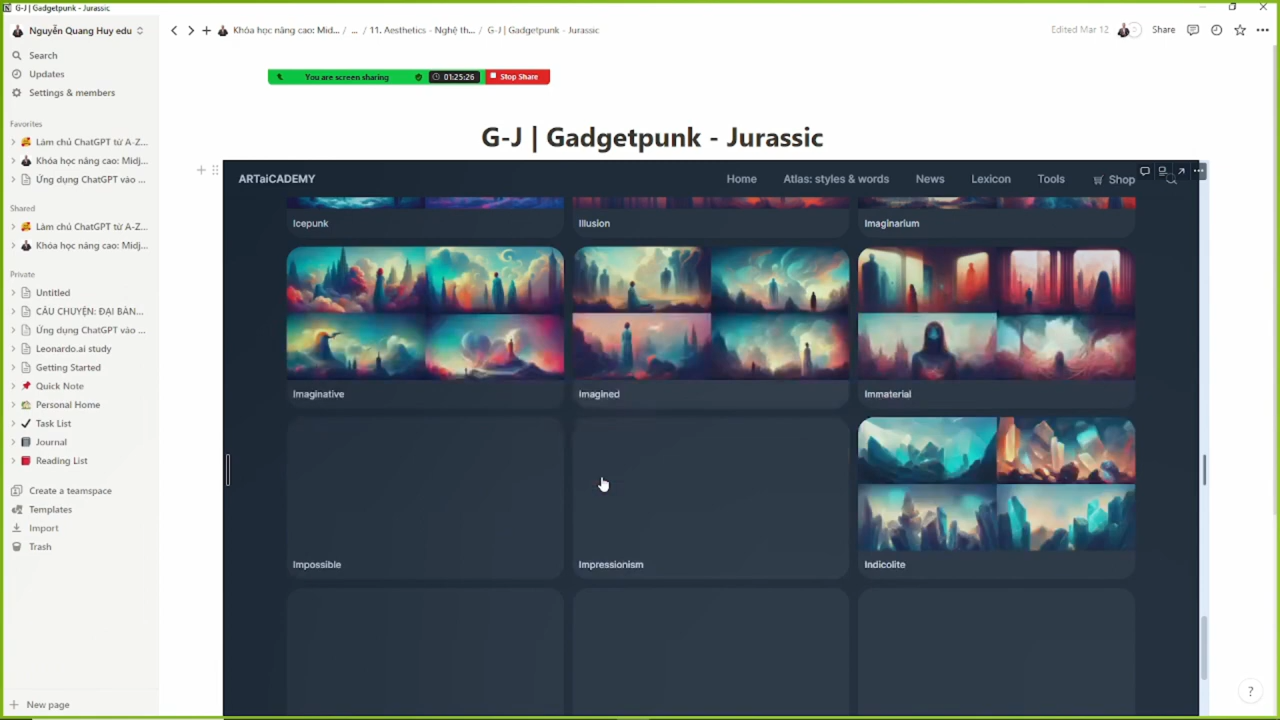 G-J | Gadgetpunk - Jurassic
Nguyễn Quang Huy edu
Search
Updates
Settings & members
Favorites
Làm chủ ChatGPT từ A-Z...
Khóa học nâng cao: Midj...
Ứng dụng ChatGPT vào ...
Shared
Làm chủ ChatGPT từ A-Z...
Khóa học nâng cao: Midj...
Private
Untitled
CÂU CHUYỆN: ĐẠI BÀN...
Ứng dụng ChatGPT vào ...
Leonardo.ai study
Getting Started
Quick Note
Personal Home
Task List
Journal
Reading List
Create a teamspace
Templates
Import
Trash
New page
Khóa học nâng cao: Mid... / ... / 11. Aesthetics - Nghệ th... / G-J | Gadgetpunk - Jurassic
Edited Mar 12
Share
You are screen sharing 01:25:26 Stop Share
G-J | Gadgetpunk - Jurassic
ARTaiCADEMY
Home Atlas: styles & words News Lexicon Tools Shop
Icepunk Illusion Imaginarium
Imaginative Imagined Immaterial
Impossible Impressionism Indicolite
?